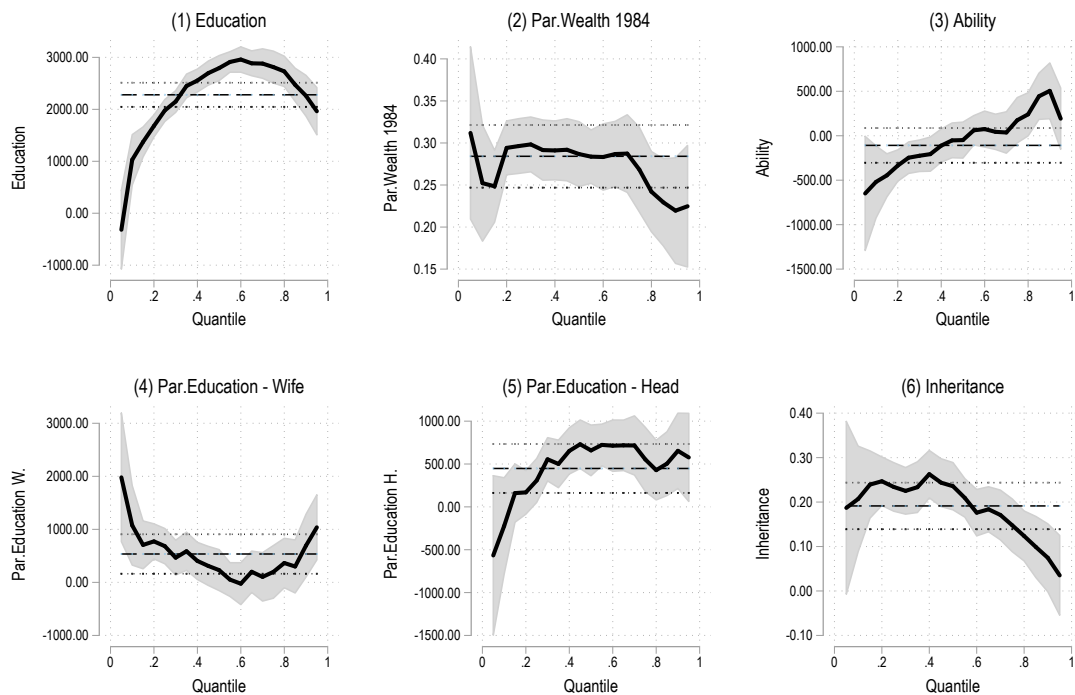 (1) Education
Education
3000.00
2000.00
1000.00
0.00
-1000.00
0 .2 .4 .6 .8 1
Quantile
(2) Par.Wealth 1984
Par.Wealth 1984
0.40
0.35
0.30
0.25
0.20
0.15
0 .2 .4 .6 .8 1
Quantile
(3) Ability
Ability
1000.00
500.00
0.00
-500.00
-1000.00
-1500.00
0 .2 .4 .6 .8 1
Quantile
(4) Par.Education - Wife
Par.Education W.
3000.00
2000.00
1000.00
0.00
-1000.00
0 .2 .4 .6 .8 1
Quantile
(5) Par.Education - Head
Par.Education H.
1000.00
500.00
0.00
-500.00
-1000.00
-1500.00
0 .2 .4 .6 .8 1
Quantile
(6) Inheritance
Inheritance
0.40
0.30
0.20
0.10
0.00
-0.10
0 .2 .4 .6 .8 1
Quantile